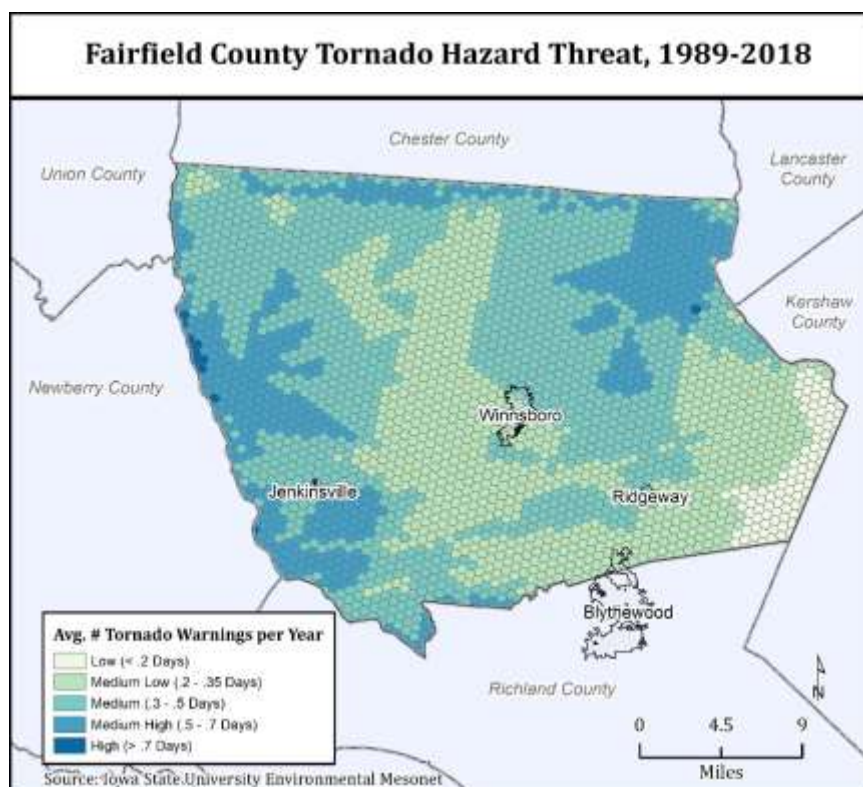 Fairfield County Tornado Hazard Threat, 1989-2018
Chester County
Union County
Lancaster
County
Kershaw
County
Newberry County
Winnsboro
Jenkinsville
Ridgeway
Blythewood
Richland County
Avg. # Tornado Warnings per Year
Low (< .2 Days)
Medium Low (.2 - .35 Days)
Medium (.3 - .5 Days)
Medium High (.5 - .7 Days)
High (> .7 Days)
N
0 4.5 9
Miles
Source: Iowa State University Environmental Mesonet